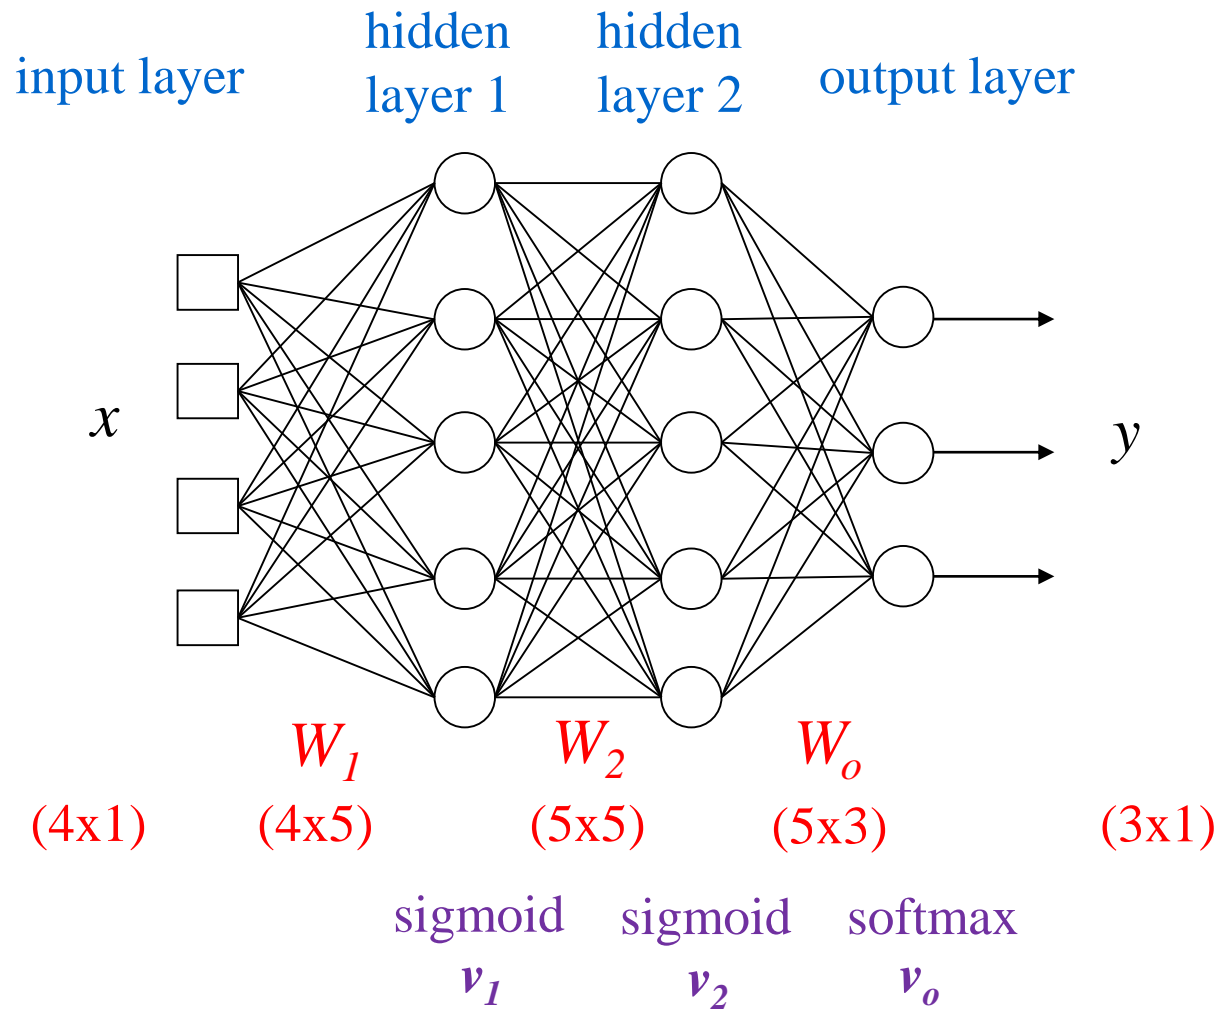 input layer
hidden
layer 1
hidden
layer 2
output layer
x
y
W1
W2
Wo
(4x1)
(4x5)
(5x5)
(5x3)
(3x1)
sigmoid
v1
sigmoid
v2
softmax
vo